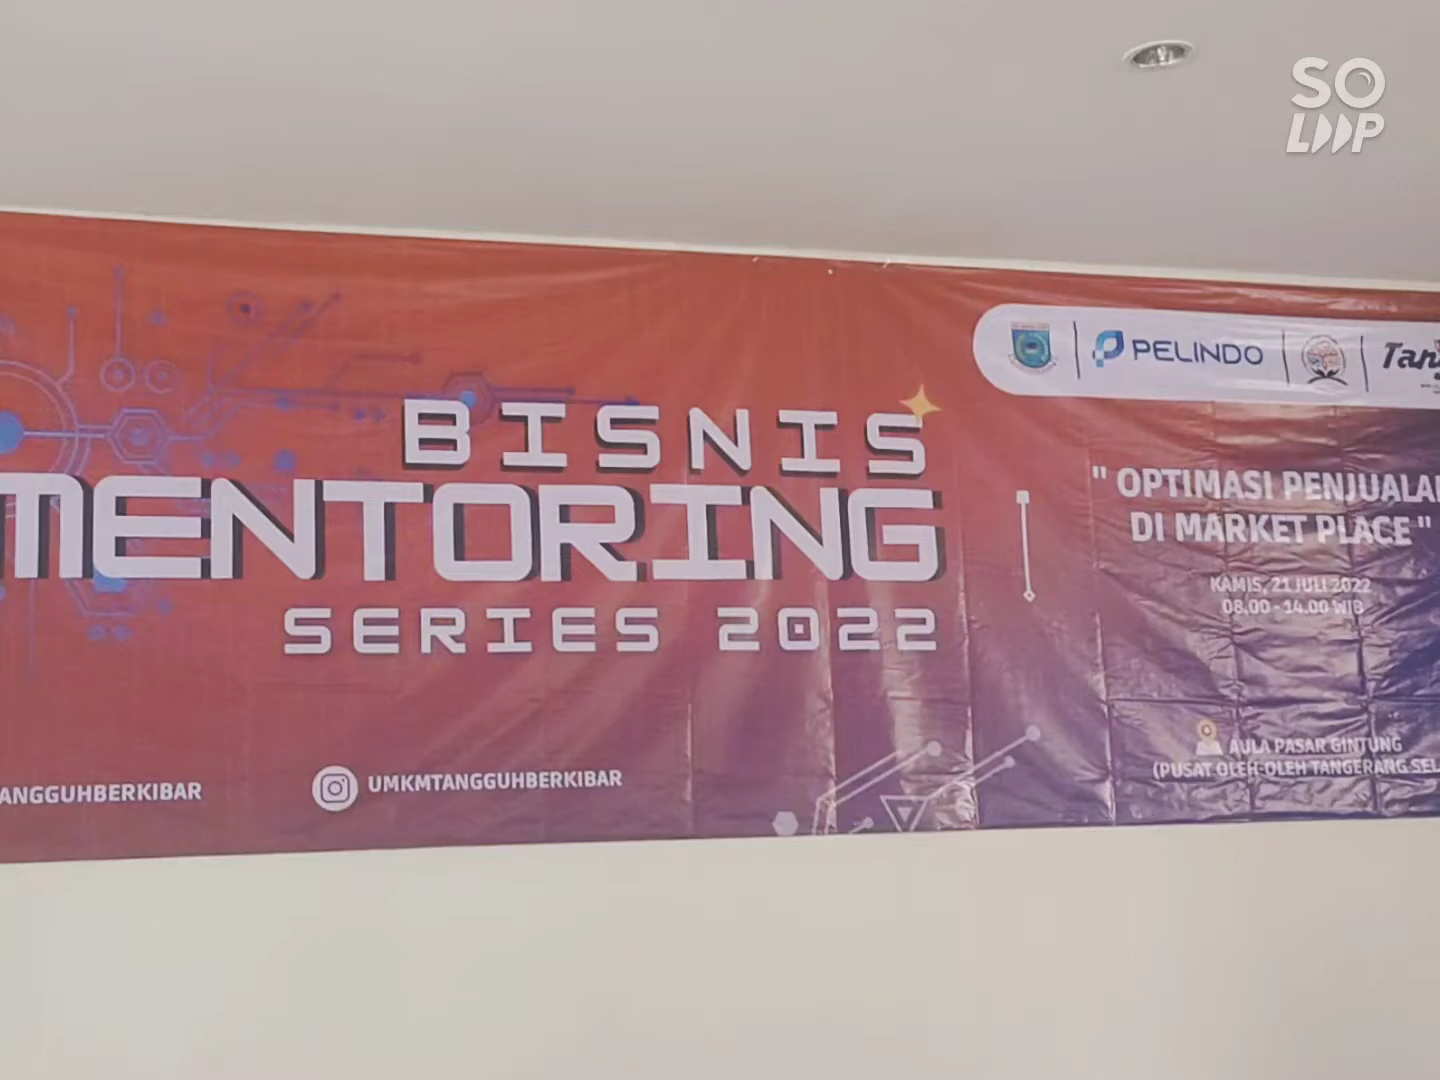 SO
LOOP
PELINDO
BISNIS
MENTORING
SERIES 2022
" OPTIMASI PENJUALAN
DI MARKET PLACE "
KAMIS, 21 JULI 2022
08.00 - 14.00 WIB
AULA PASAR GINTUNG
(PUSAT OLEH-OLEH TANGERANG SEL
ANGGUHBERKIBAR
UMKMTANGGUHBERKIBAR